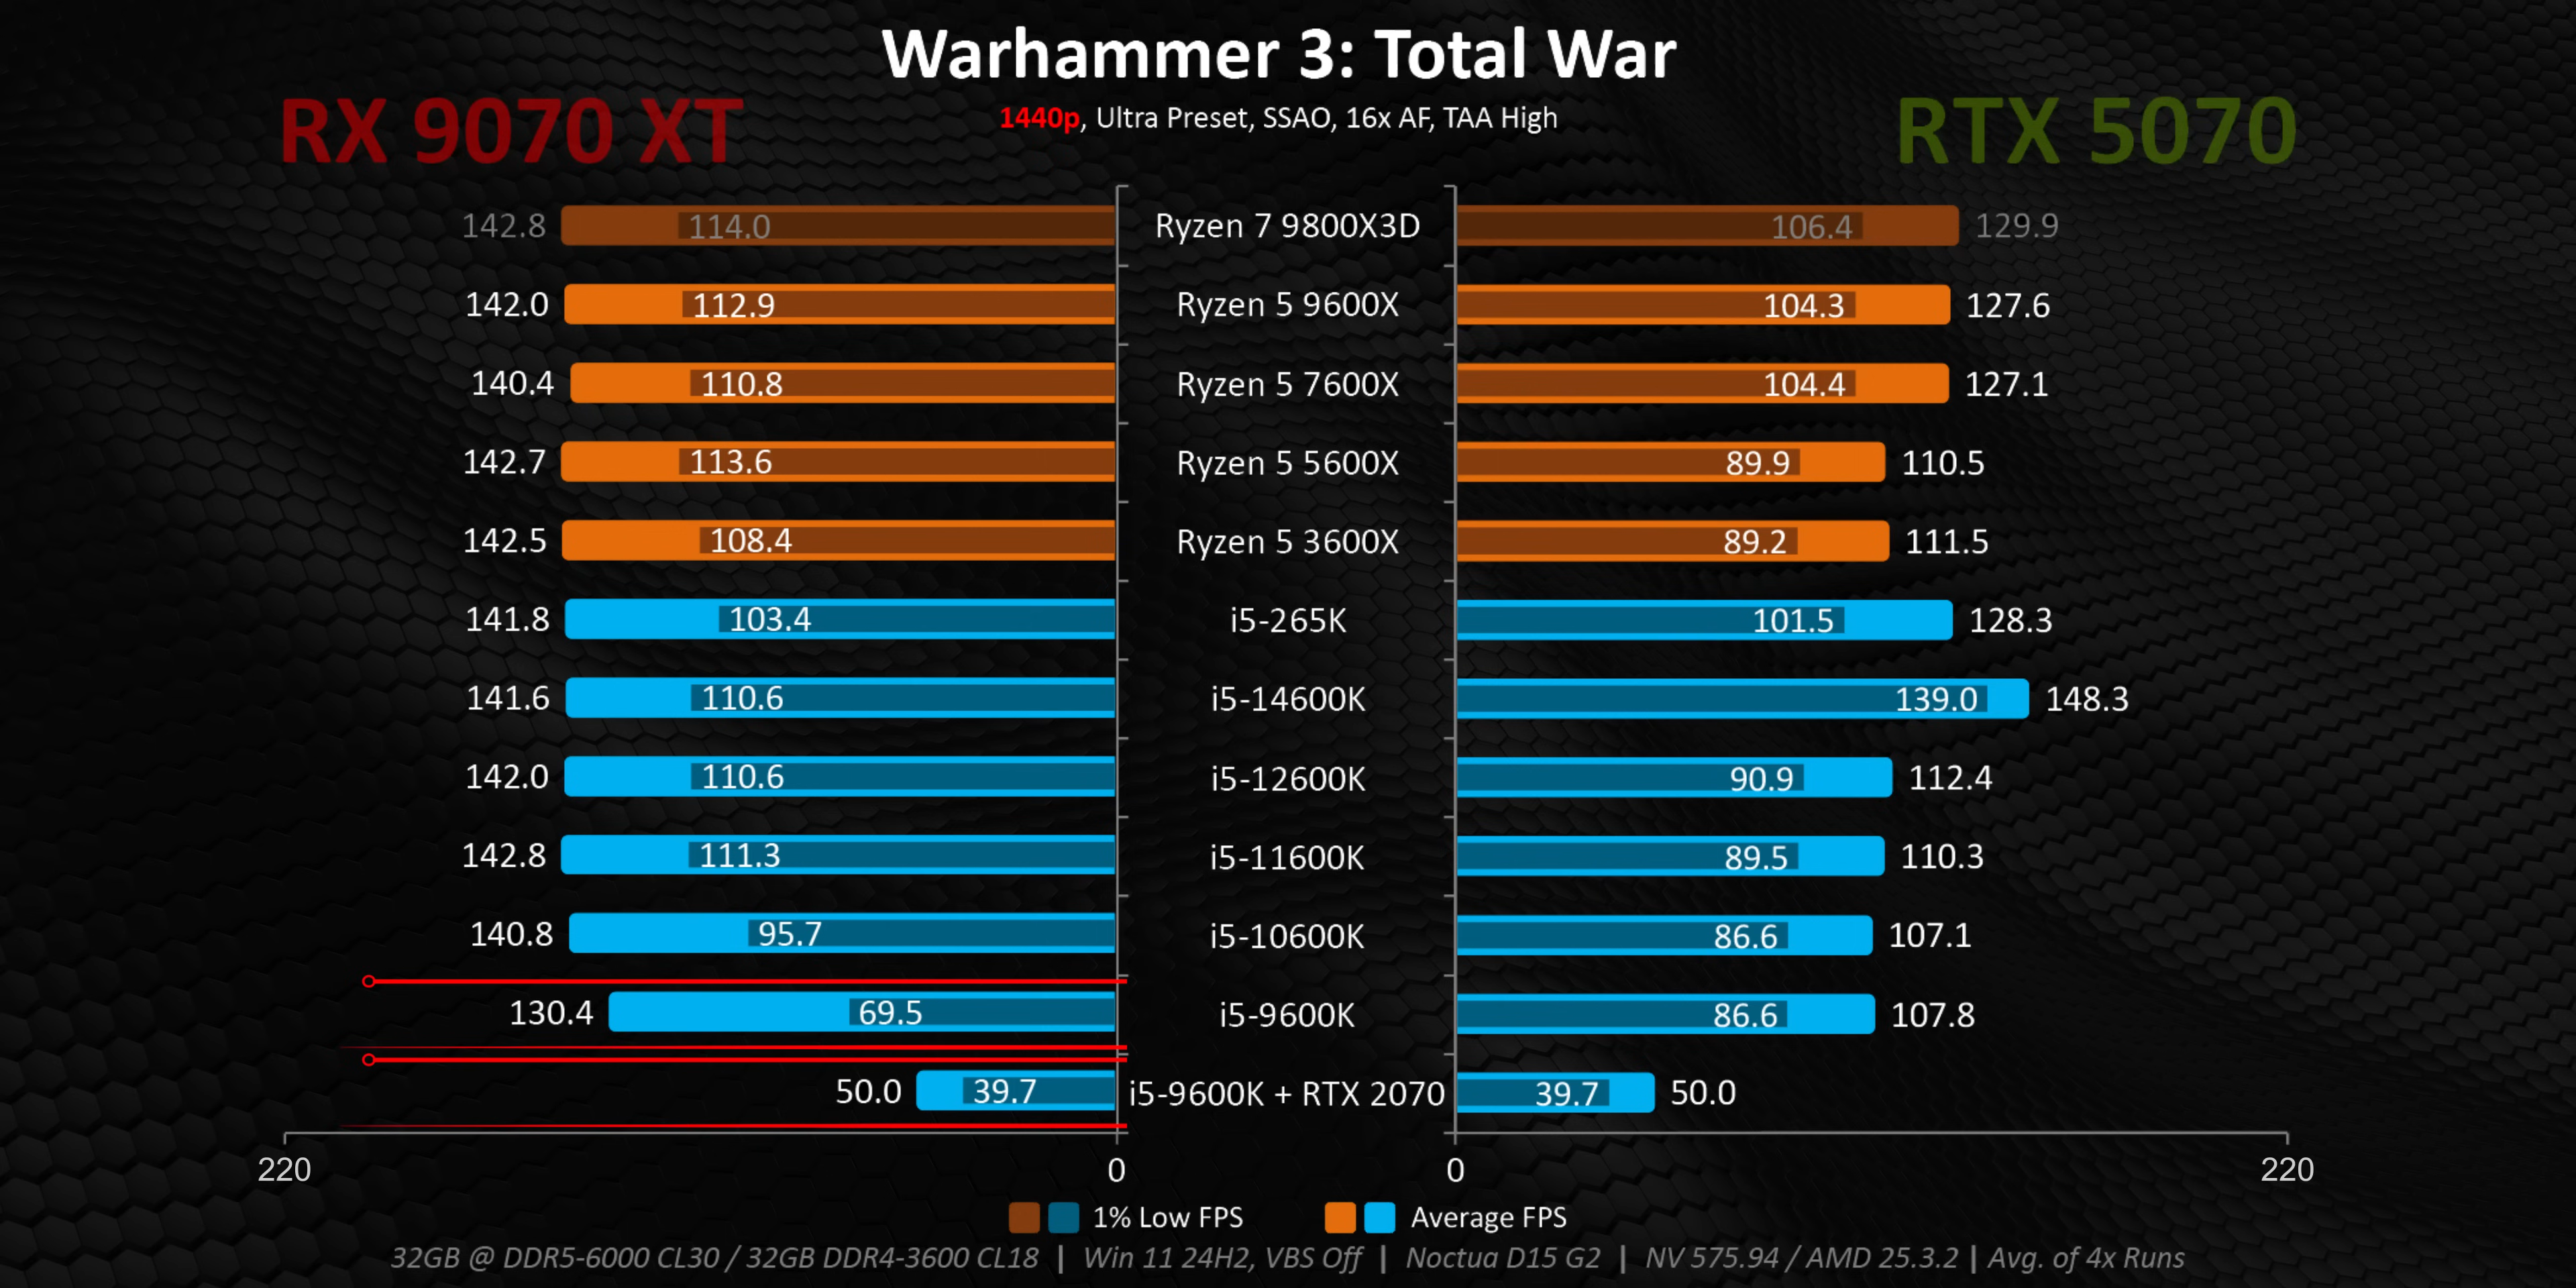 Warhammer 3: Total War
RX 9070 XT
1440p, Ultra Preset, SSAO, 16x AF, TAA High
RTX 5070
142.8 114.0 Ryzen 7 9800X3D 106.4 129.9
142.0 112.9 Ryzen 5 9600X 104.3 127.6
140.4 110.8 Ryzen 5 7600X 104.4 127.1
142.7 113.6 Ryzen 5 5600X 89.9 110.5
142.5 108.4 Ryzen 5 3600X 89.2 111.5
141.8 103.4 i5-265K 101.5 128.3
141.6 110.6 i5-14600K 139.0 148.3
142.0 110.6 i5-12600K 90.9 112.4
142.8 111.3 i5-11600K 89.5 110.3
140.8 95.7 i5-10600K 86.6 107.1
130.4 69.5 i5-9600K 86.6 107.8
50.0 39.7 i5-9600K + RTX 2070 39.7 50.0
220 0 0 220
1% Low FPS Average FPS
32GB @ DDR5-6000 CL30 / 32GB DDR4-3600 CL18 | Win 11 24H2, VBS Off | Noctua D15 G2 | NV 575.94 / AMD 25.3.2 | Avg. of 4x Runs